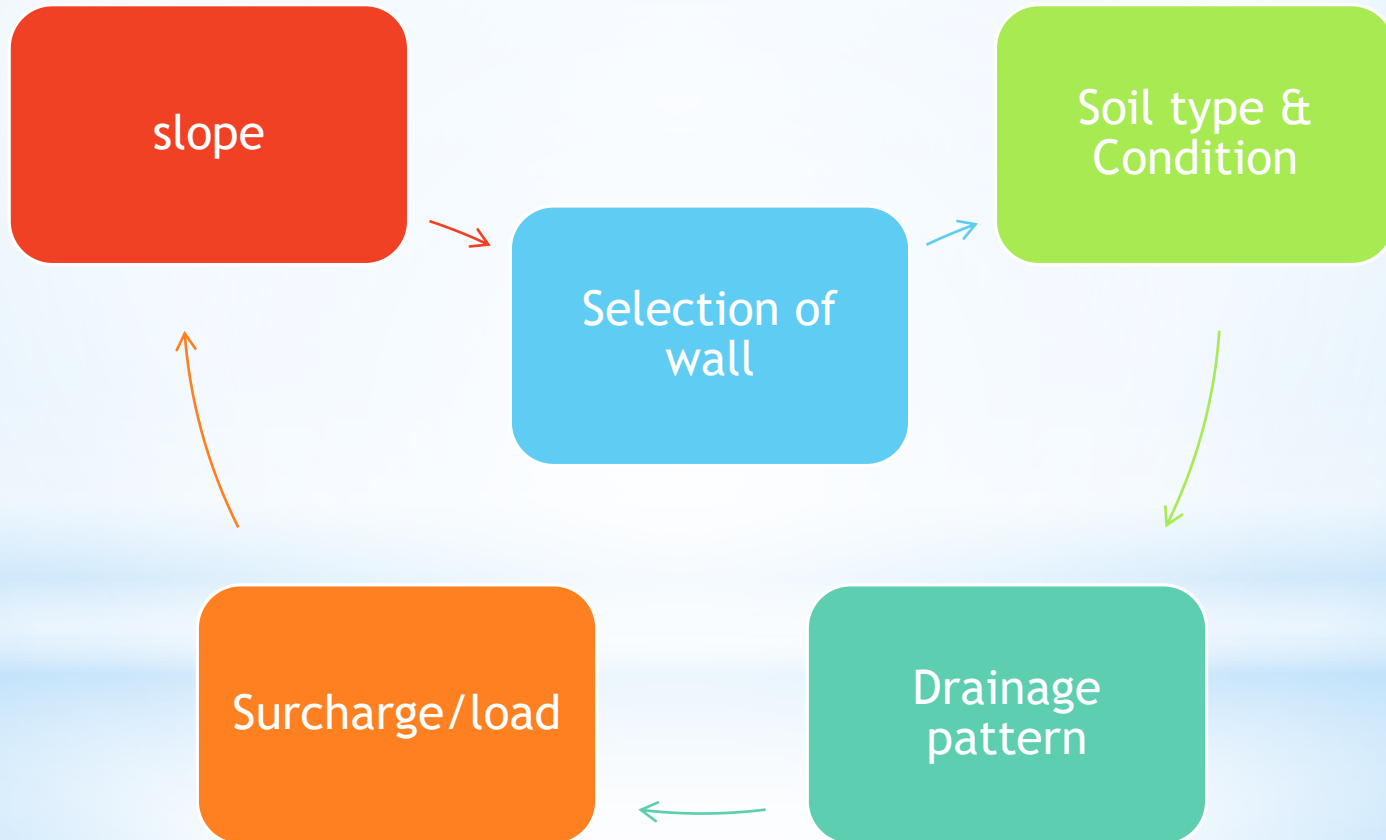 slope
Soil type &
Condition
Selection of
wall
Surcharge/load
Drainage
pattern